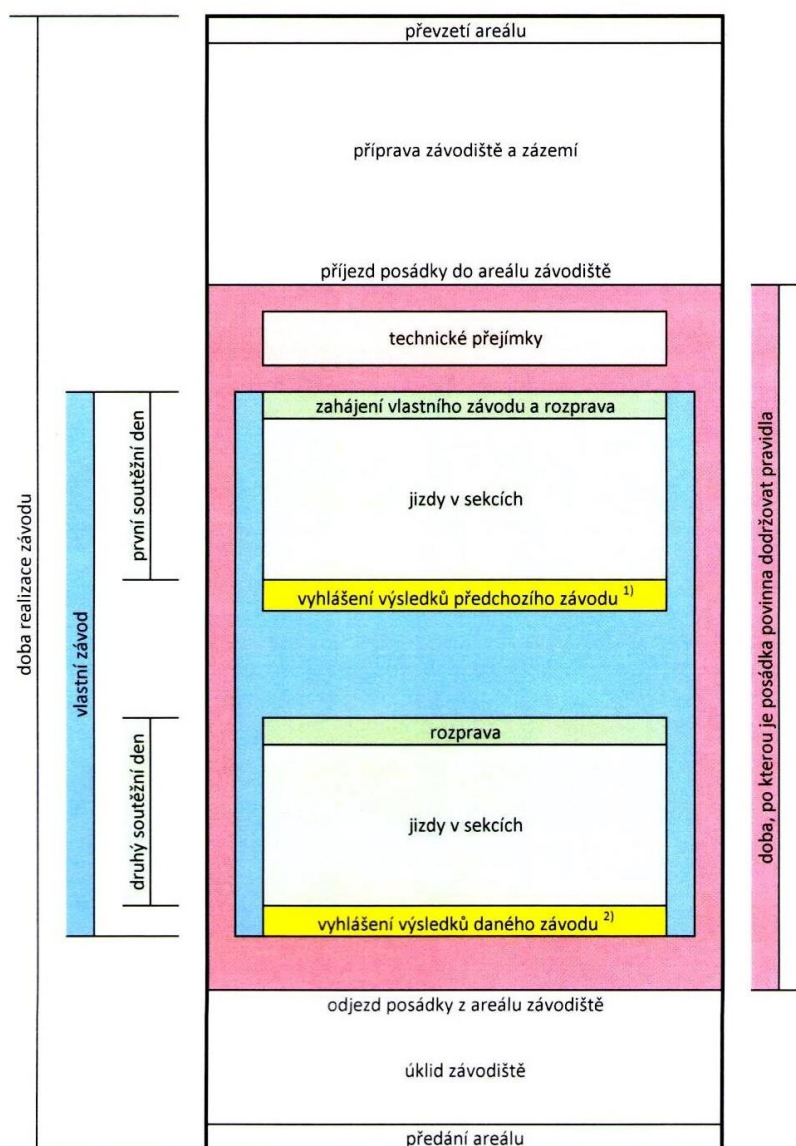 převzetí areálu
příprava závodiště a zázemí
příjezd posádky do areálu závodiště
technické přejímky
zahájení vlastního závodu a rozprava
jizdy v sekcích
vyhlášení výsledků předchozího závodu 1)
rozprava
jizdy v sekcích
vyhlášení výsledků daného závodu 2)
odjezd posádky z areálu závodiště
úklid závodiště
předání areálu
doba realizace závodu
vlastní závod
první soutěžní den
druhý soutěžní den
doba, po kterou je posádka povinna dodržovat pravidla